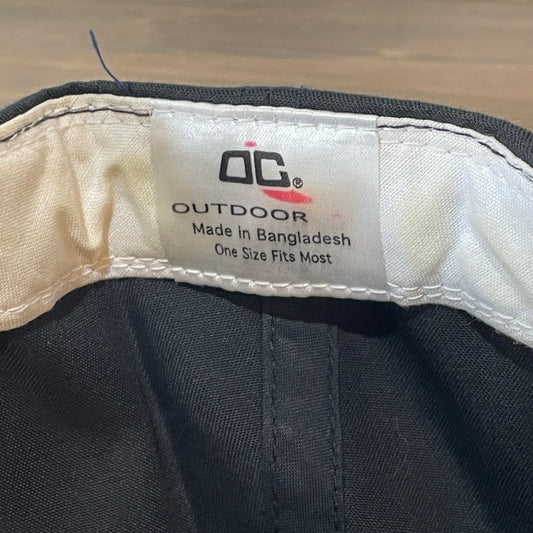 OC®
OUTDOOR
Made in Bangladesh
One Size Fits Most